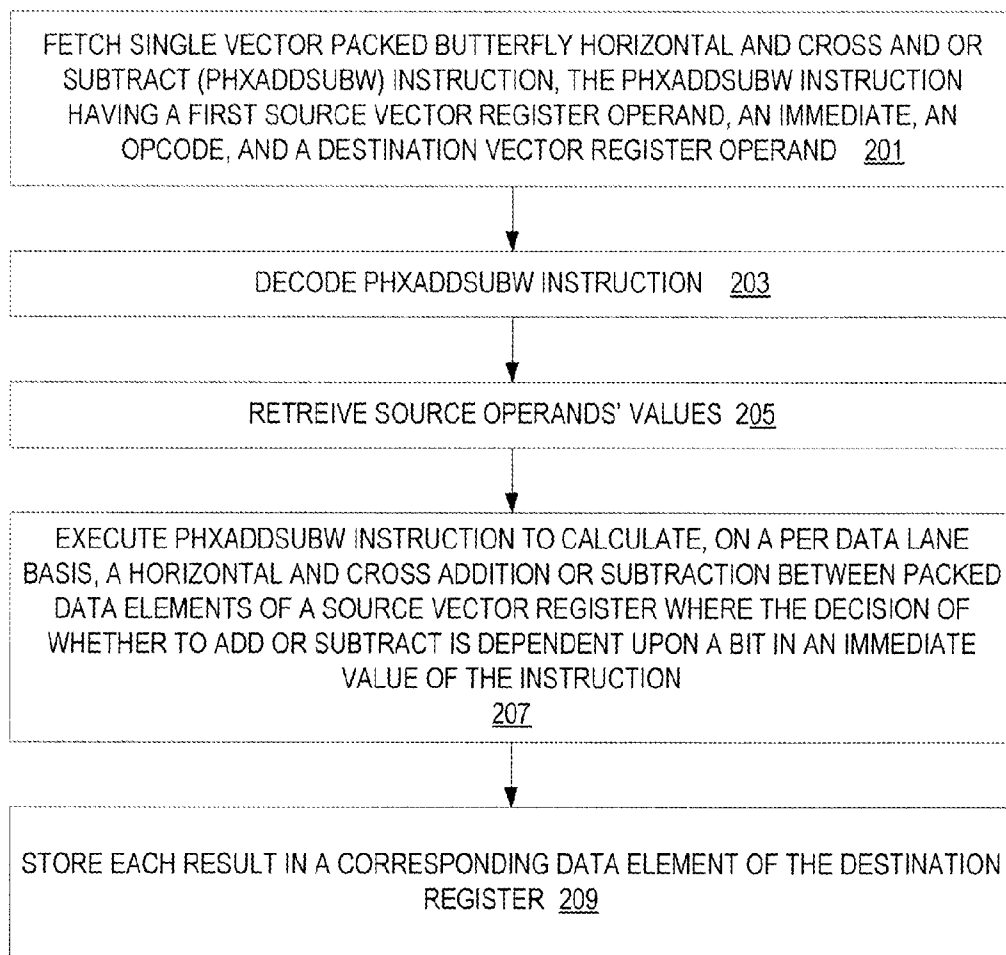 FETCH SINGLE VECTOR PACKED BUTTERFLY HORIZONTAL AND CROSS AND OR
SUBTRACT (PHXADDSUBW) INSTRUCTION, THE PHXADDSUBW INSTRUCTION
HAVING A FIRST SOURCE VECTOR REGISTER OPERAND, AN IMMEDIATE, AN
OPCODE, AND A DESTINATION VECTOR REGISTER OPERAND 201
DECODE PHXADDSUBW INSTRUCTION 203
RETREIVE SOURCE OPERANDS' VALUES 205
EXECUTE PHXADDSUBW INSTRUCTION TO CALCULATE, ON A PER DATA LANE
BASIS, A HORIZONTAL AND CROSS ADDITION OR SUBTRACTION BETWEEN PACKED
DATA ELEMENTS OF A SOURCE VECTOR REGISTER WHERE THE DECISION OF
WHETHER TO ADD OR SUBTRACT IS DEPENDENT UPON A BIT IN AN IMMEDIATE
VALUE OF THE INSTRUCTION
207
STORE EACH RESULT IN A CORRESPONDING DATA ELEMENT OF THE DESTINATION
REGISTER 209